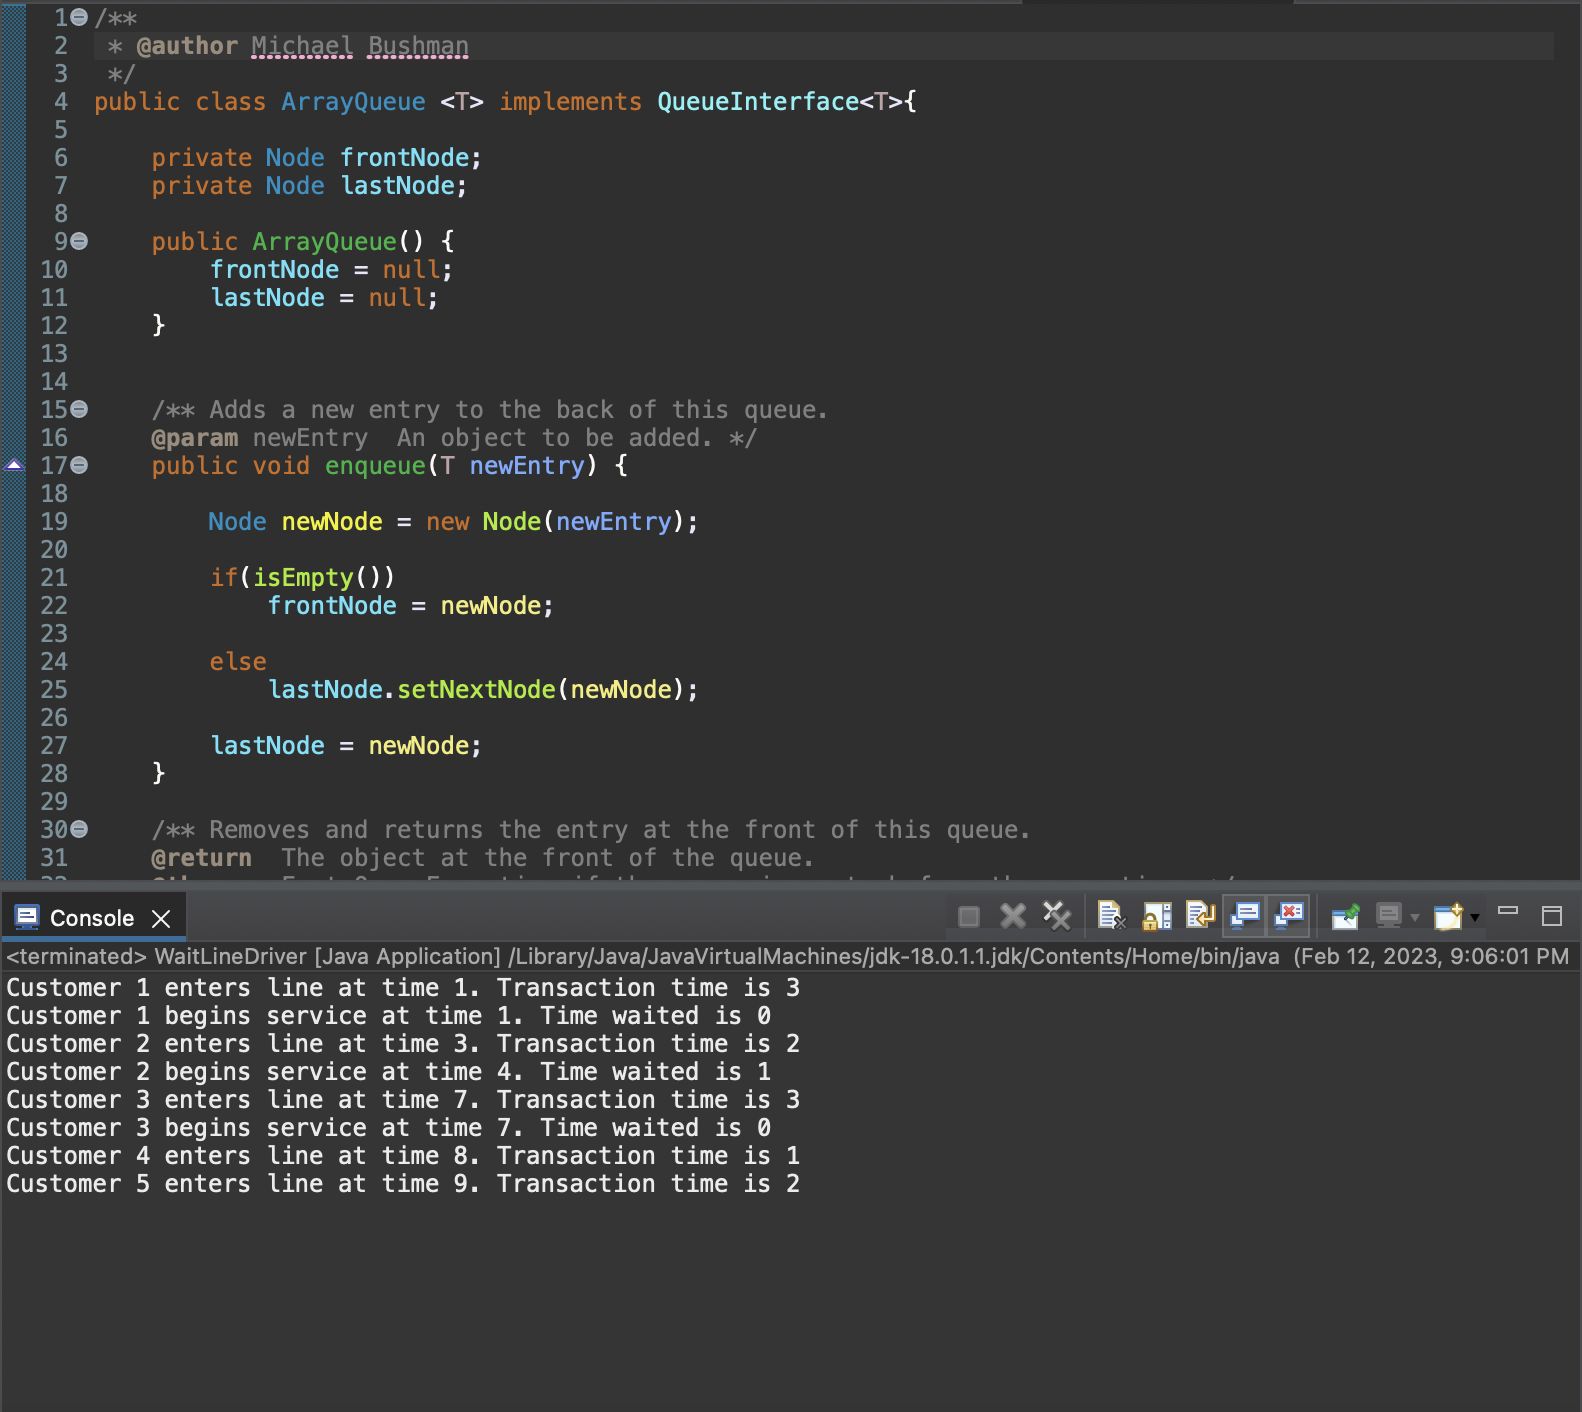 1 /**
2  * @author Michael Bushman
3  */
4 public class ArrayQueue <T> implements QueueInterface<T>{
5
6     private Node frontNode;
7     private Node lastNode;
8
9     public ArrayQueue() {
10         frontNode = null;
11         lastNode = null;
12     }
13
14
15     /** Adds a new entry to the back of this queue.
16     @param newEntry  An object to be added. */
17     public void enqueue(T newEntry) {
18
19         Node newNode = new Node(newEntry);
20
21         if(isEmpty())
22             frontNode = newNode;
23
24         else
25             lastNode.setNextNode(newNode);
26
27         lastNode = newNode;
28     }
29
30     /** Removes and returns the entry at the front of this queue.
31     @return  The object at the front of the queue.
Console
<terminated> WaitLineDriver [Java Application] /Library/Java/JavaVirtualMachines/jdk-18.0.1.1.jdk/Contents/Home/bin/java  (Feb 12, 2023, 9:06:01 PM
Customer 1 enters line at time 1. Transaction time is 3
Customer 1 begins service at time 1. Time waited is 0
Customer 2 enters line at time 3. Transaction time is 2
Customer 2 begins service at time 4. Time waited is 1
Customer 3 enters line at time 7. Transaction time is 3
Customer 3 begins service at time 7. Time waited is 0
Customer 4 enters line at time 8. Transaction time is 1
Customer 5 enters line at time 9. Transaction time is 2